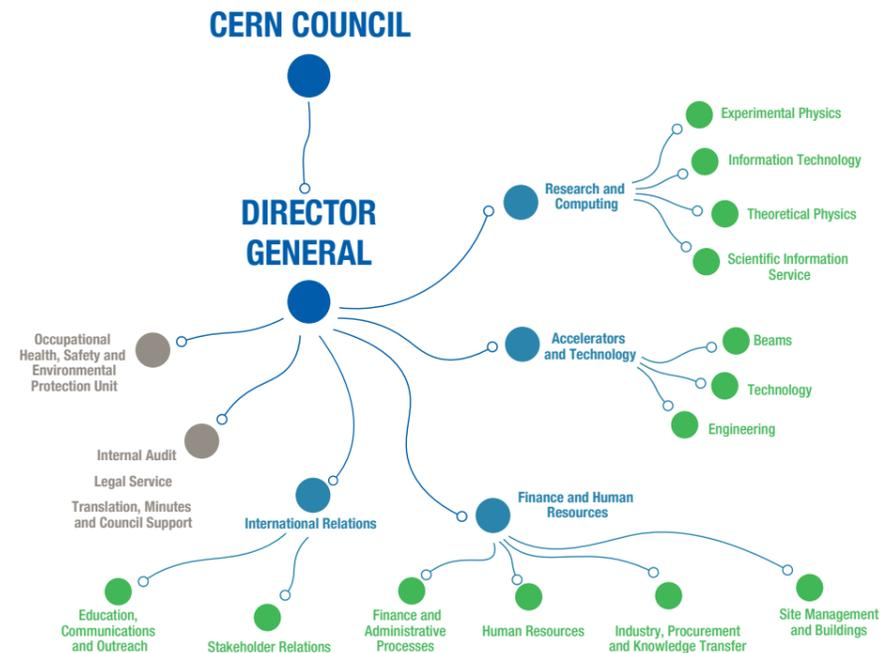 CERN COUNCIL
DIRECTOR
GENERAL
Research and
Computing
Experimental Physics
Information Technology
Theoretical Physics
Scientific Information
Service
Accelerators
and Technology
Beams
Technology
Engineering
Occupational
Health, Safety and
Environmental
Protection Unit
Internal Audit
Legal Service
Translation, Minutes
and Council Support
International Relations
Finance and Human
Resources
Education,
Communications
and Outreach
Stakeholder Relations
Finance and
Administrative
Processes
Human Resources
Industry, Procurement
and Knowledge Transfer
Site Management
and Buildings